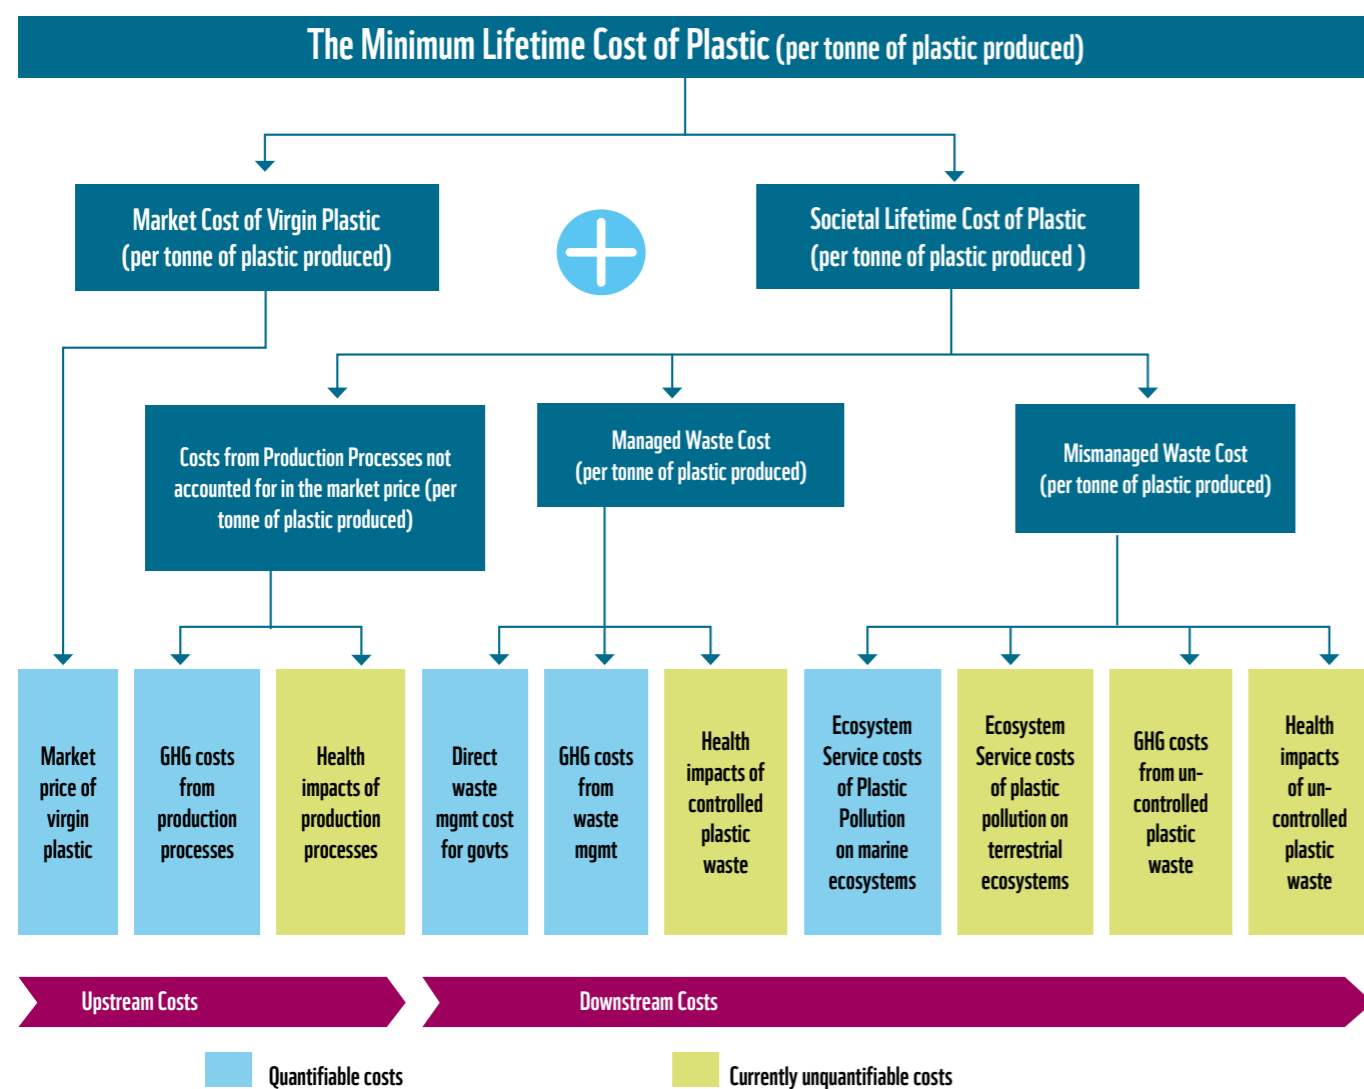 The Minimum Lifetime Cost of Plastic (per tonne of plastic produced)
Market Cost of Virgin Plastic
(per tonne of plastic produced)
Societal Lifetime Cost of Plastic
(per tonne of plastic produced )
Costs from Production Processes not
accounted for in the market price (per
tonne of plastic produced)
Managed Waste Cost
(per tonne of plastic produced)
Mismanaged Waste Cost
(per tonne of plastic produced)
Market
price of
virgin
plastic
GHG costs
from
production
processes
Health
impacts of
production
processes
Direct
waste
mgmt cost
for govts
GHG costs
from
waste
mgmt
Health
impacts of
controlled
plastic
waste
Ecosystem
Service costs
of Plastic
Pollution
on marine
ecosystems
Ecosystem
Service costs
of plastic
pollution on
terrestrial
ecosystems
GHG costs
from un-
controlled
plastic
waste
Health
impacts
of un-
controlled
plastic
waste
Upstream Costs
Downstream Costs
Quantifiable costs
Currently unquantifiable costs